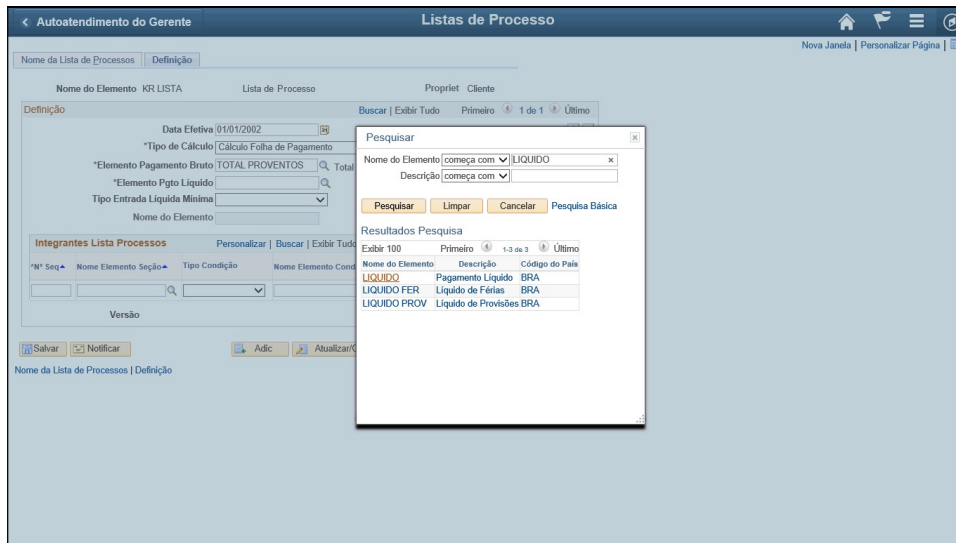 Autoatendimento do Gerente
Listas de Processo
Nova Janela | Personalizar Página |
Nome da Lista de Processos
Definição
Nome do Elemento KR LISTA
Lista de Processo
Propriet Cliente
Definição
Buscar | Exibir Tudo Primeiro 1 de 1 Último
Data Efetiva 01/01/2002
*Tipo de Cálculo Cálculo Folha de Pagamento
*Elemento Pagamento Bruto TOTAL PROVENTOS Total
*Elemento Pgto Líquido
Tipo Entrada Líquida Mínima
Nome do Elemento
Integrantes Lista Processos
Personalizar | Buscar | Exibir Tudo
*Nº Seq Nome Elemento Seção Tipo Condição Nome Elemento Cond
Versão
Salvar Notificar Adic Atualizar/
Nome da Lista de Processos | Definição
Pesquisar
Nome do Elemento começa com LIQUIDO
Descrição começa com
Pesquisar Limpar Cancelar Pesquisa Básica
Resultados Pesquisa
Exibir 100 Primeiro 1-3 de 3 Último
Nome do Elemento Descrição Código do País
LIQUIDO Pagamento Líquido BRA
LIQUIDO FER Líquido de Férias BRA
LIQUIDO PROV Líquido de Provisões BRA